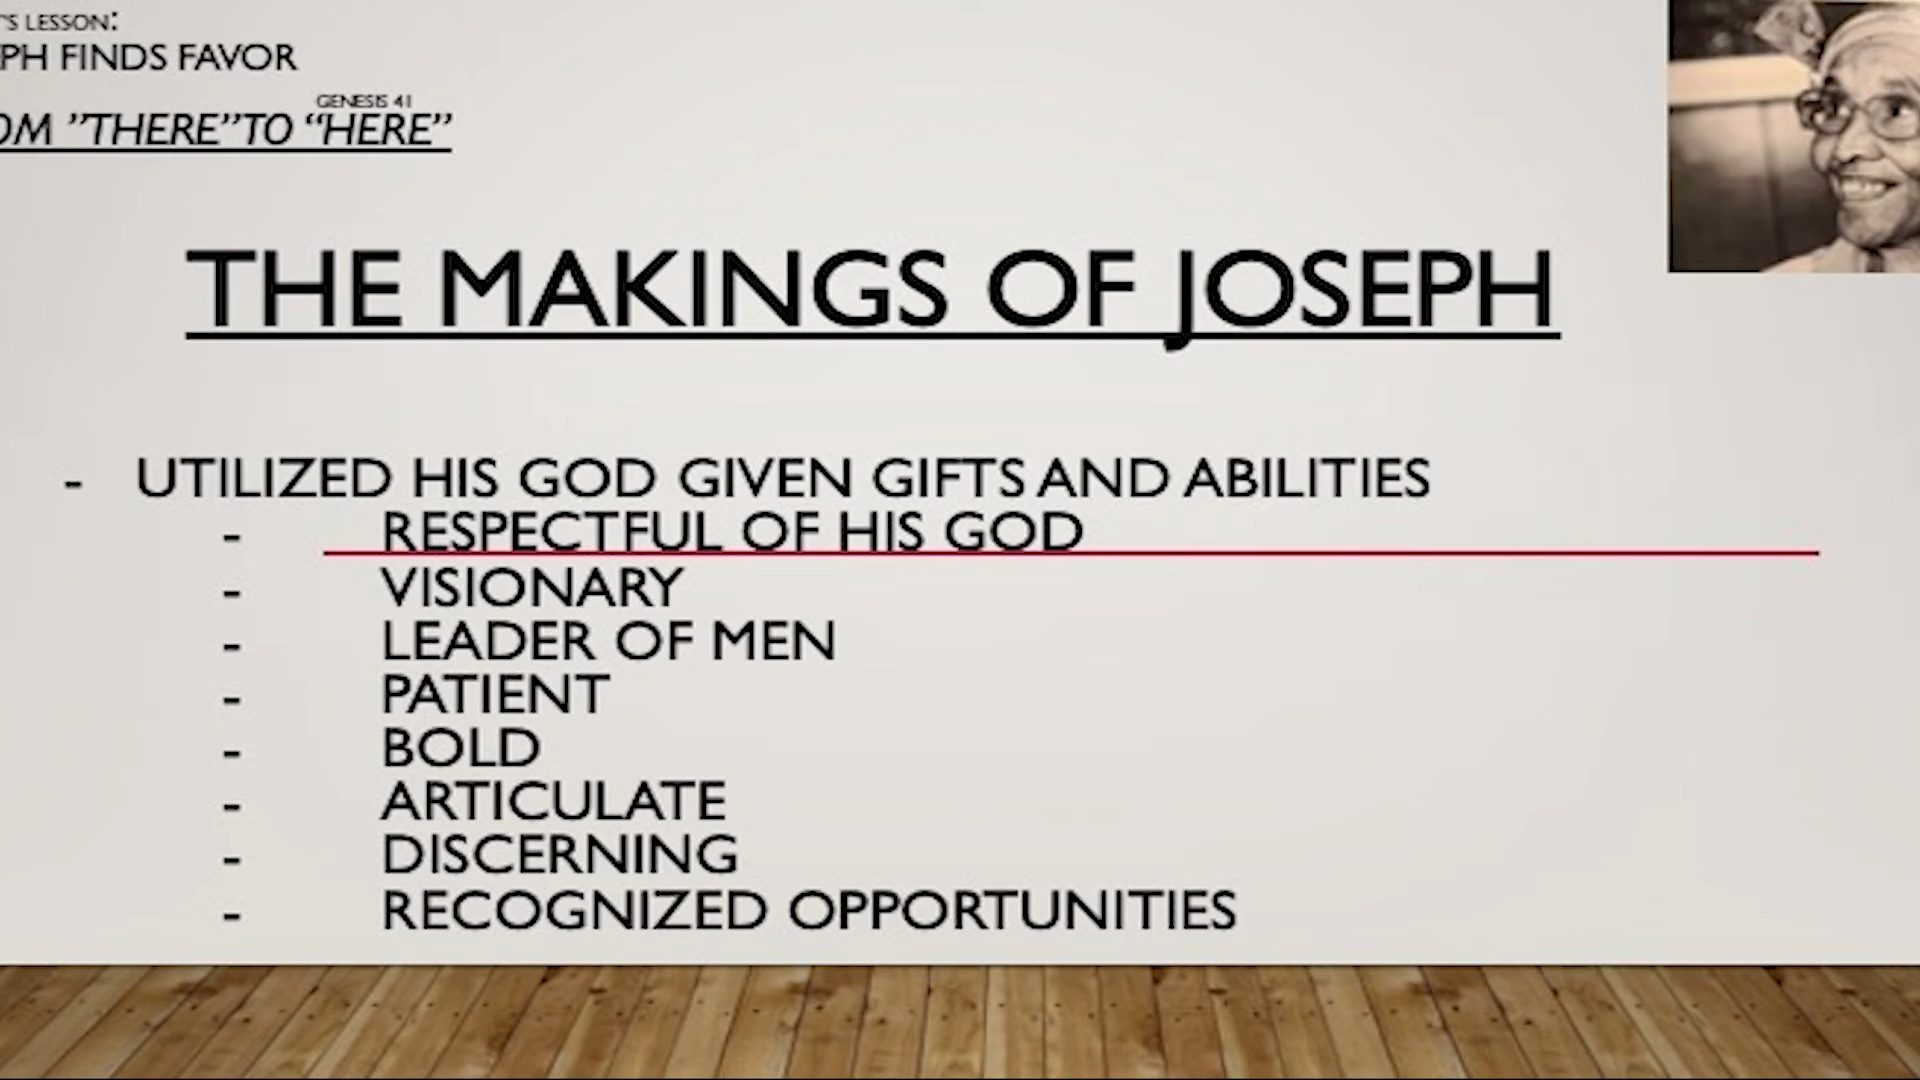 'S LESSON:
PH FINDS FAVOR
GENESIS 41
OM "THERE" TO "HERE"
THE MAKINGS OF JOSEPH
- UTILIZED HIS GOD GIVEN GIFTS AND ABILITIES
- RESPECTFUL OF HIS GOD
- VISIONARY
- LEADER OF MEN
- PATIENT
- BOLD
- ARTICULATE
- DISCERNING
- RECOGNIZED OPPORTUNITIES